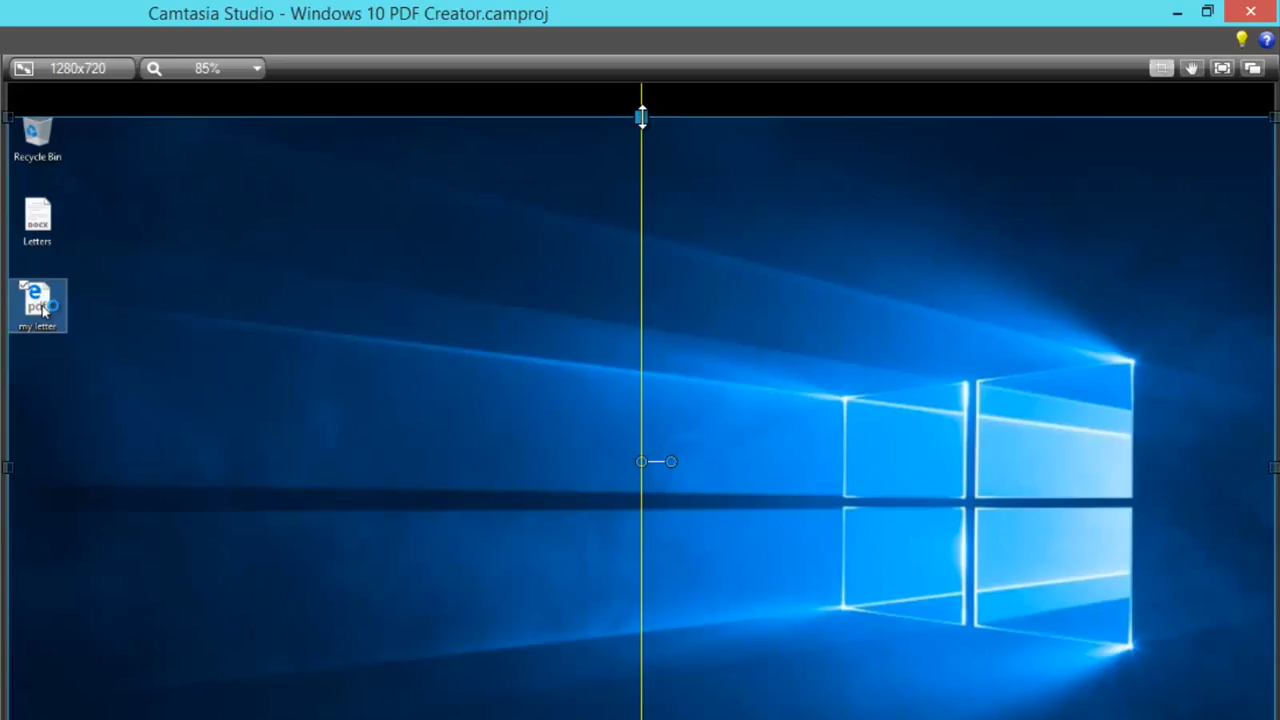 Camtasia Studio - Windows 10 PDF Creator.camproj
1280x720
85%
Recycle Bin
DOCX
Letters
pdf
my letter